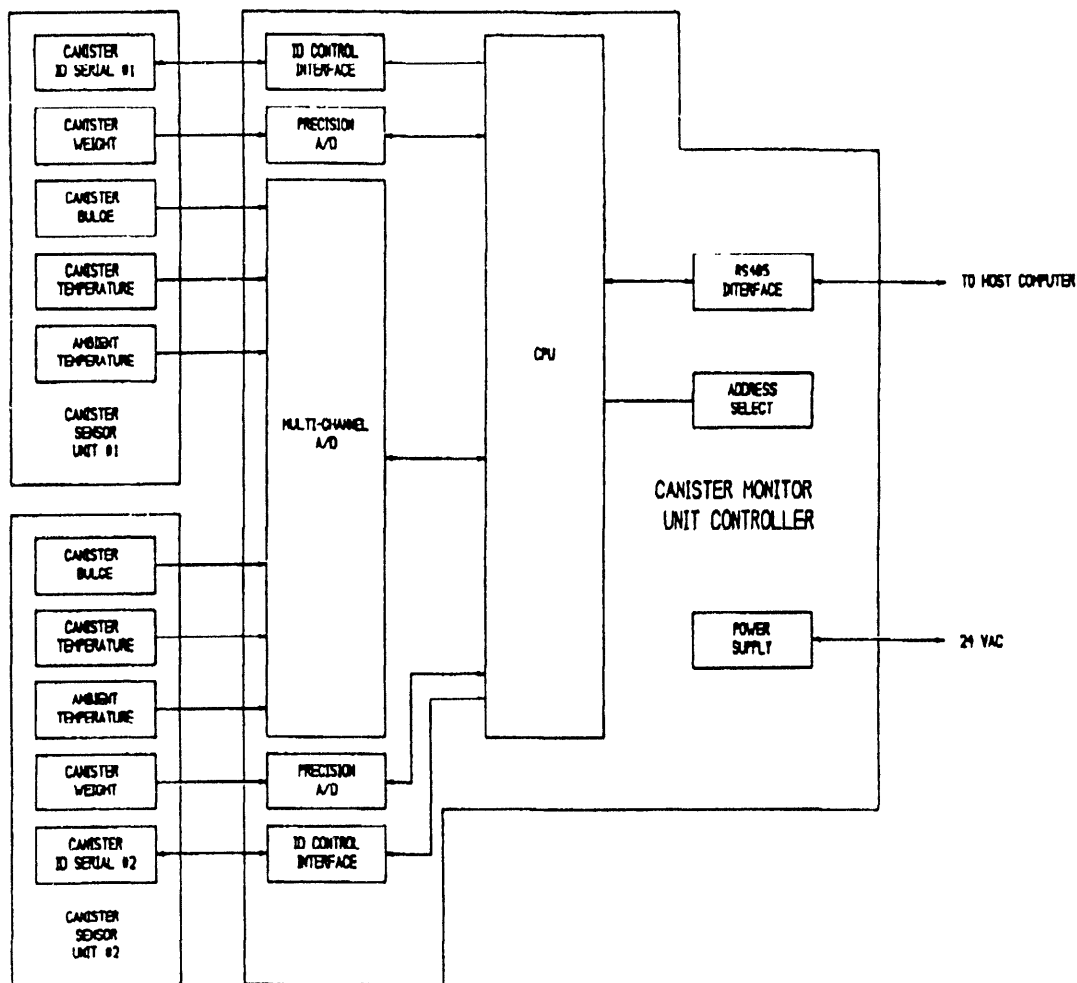 CANISTER
ID SERIAL #1
CANISTER
WEIGHT
CANISTER
BULGE
CANISTER
TEMPERATURE
AMBIENT
TEMPERATURE
CANISTER
SENSOR
UNIT #1
CANISTER
BULGE
CANISTER
TEMPERATURE
AMBIENT
TEMPERATURE
CANISTER
WEIGHT
CANISTER
ID SERIAL #2
CANISTER
SENSOR
UNIT #2
ID CONTROL
INTERFACE
PRECISION
A/D
MULTI-CHANNEL
A/D
PRECISION
A/D
ID CONTROL
INTERFACE
CPU
RS485
INTERFACE
ADDRESS
SELECT
CANISTER MONITOR
UNIT CONTROLLER
POWER
SUPPLY
TO HOST COMPUTER
24 VAC